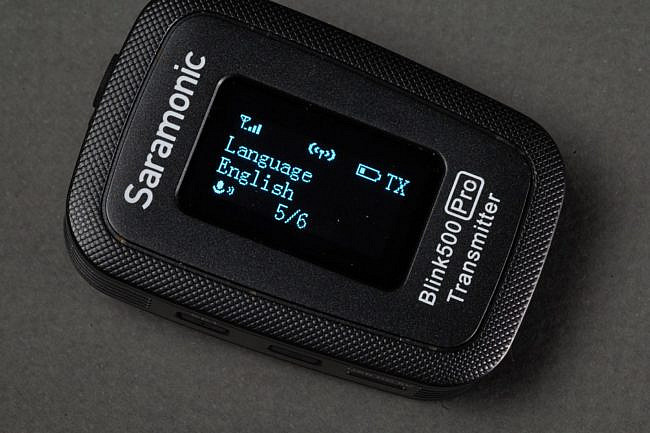 Saramonic
TX
Language
English
5/6
Blink500 Pro
Transmitter